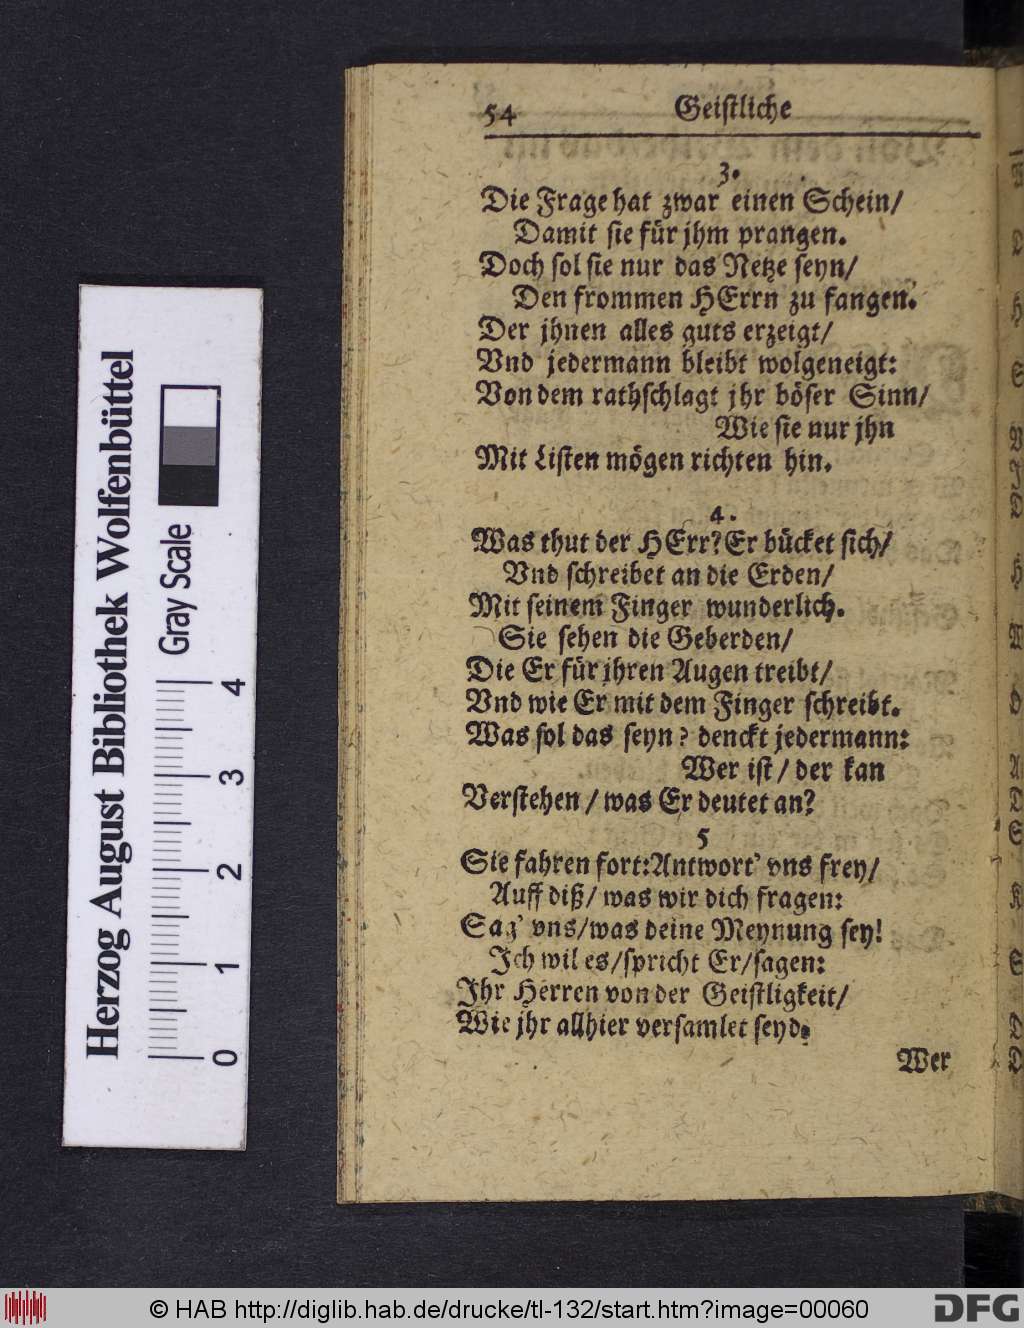 54 Geistliche
3.
Die Frage hat zwar einen Schein/
Damit sie für jhm prangen.
Doch sol sie nur das Netze seyn/
Den frommen HErrn zu fangen.
Der jhnen alles guts erzeigt/
Vnd jedermann bleibt wolgeneigt:
Von dem rathschlagt jhr böser Sinn/
Wie sie nur jhn
Mit Listen mögen richten hin.
4.
Was thut der HErr? Er bücket sich/
Vnd schreibet an die Erden/
Mit seinem Finger wunderlich.
Sie sehen die Geberden/
Die Er für jhren Augen treibt/
Vnd wie Er mit dem Finger schreibt.
Was sol das seyn? denckt jedermann:
Wer ist/ der kan
Verstehen/ was Er deutet an?
5
Sie fahren fort: Antwort' vns frey/
Auff diß/ was wir dich fragen:
Sag' vns/ was deine Meynung sey!
Ich wil es/ spricht Er/ sagen:
Ihr Herren von der Geistligkeit/
Wie jhr allhier versamlet seyd.
Wer
Herzog August Bibliothek Wolfenbüttel
Gray Scale
0 1 2 3 4
© HAB http://diglib.hab.de/drucke/tl-132/start.htm?image=00060
DFG